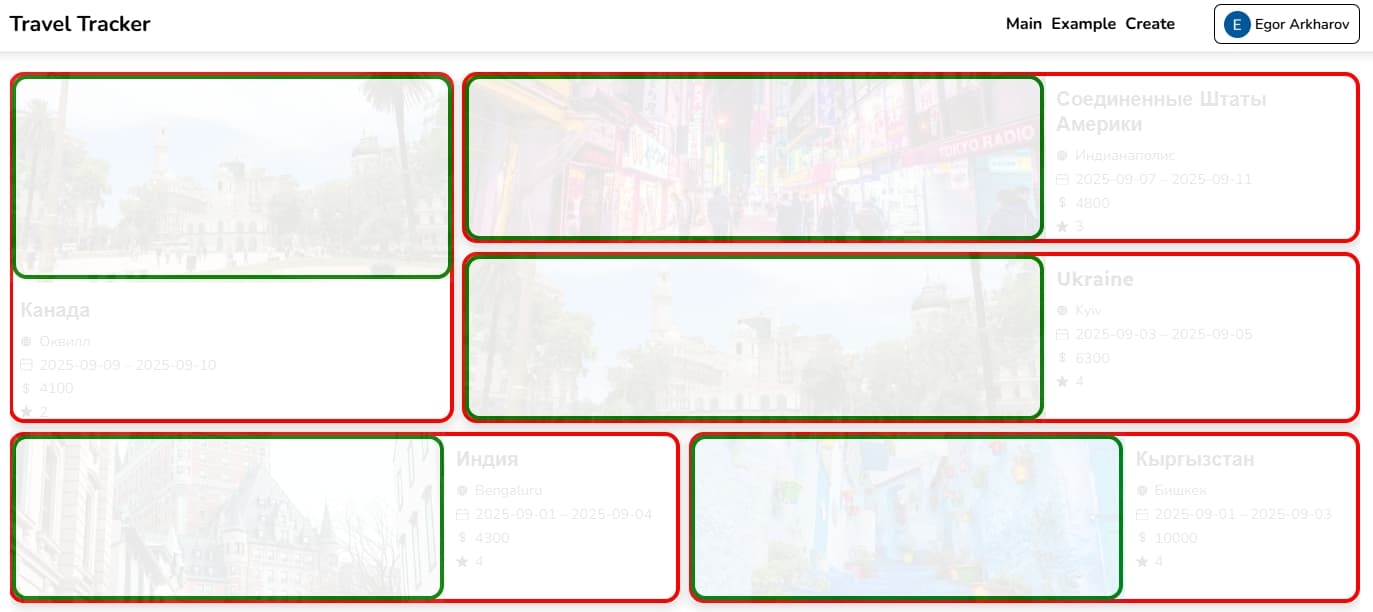 Travel Tracker
Main Example Create
E Egor Arkharov
TOKYO RADIO
Соединенные Штаты
Америки
Индианаполис
2025-09-07 – 2025-09-11
$ 4800
3
Канада
Оквилл
2025-09-09 – 2025-09-10
$ 4100
2
Ukraine
Kyiv
2025-09-03 – 2025-09-05
$ 6300
4
Индия
Bengaluru
2025-09-01 – 2025-09-04
$ 4300
4
Кыргызстан
Бишкек
2025-09-01 – 2025-09-03
$ 10000
4